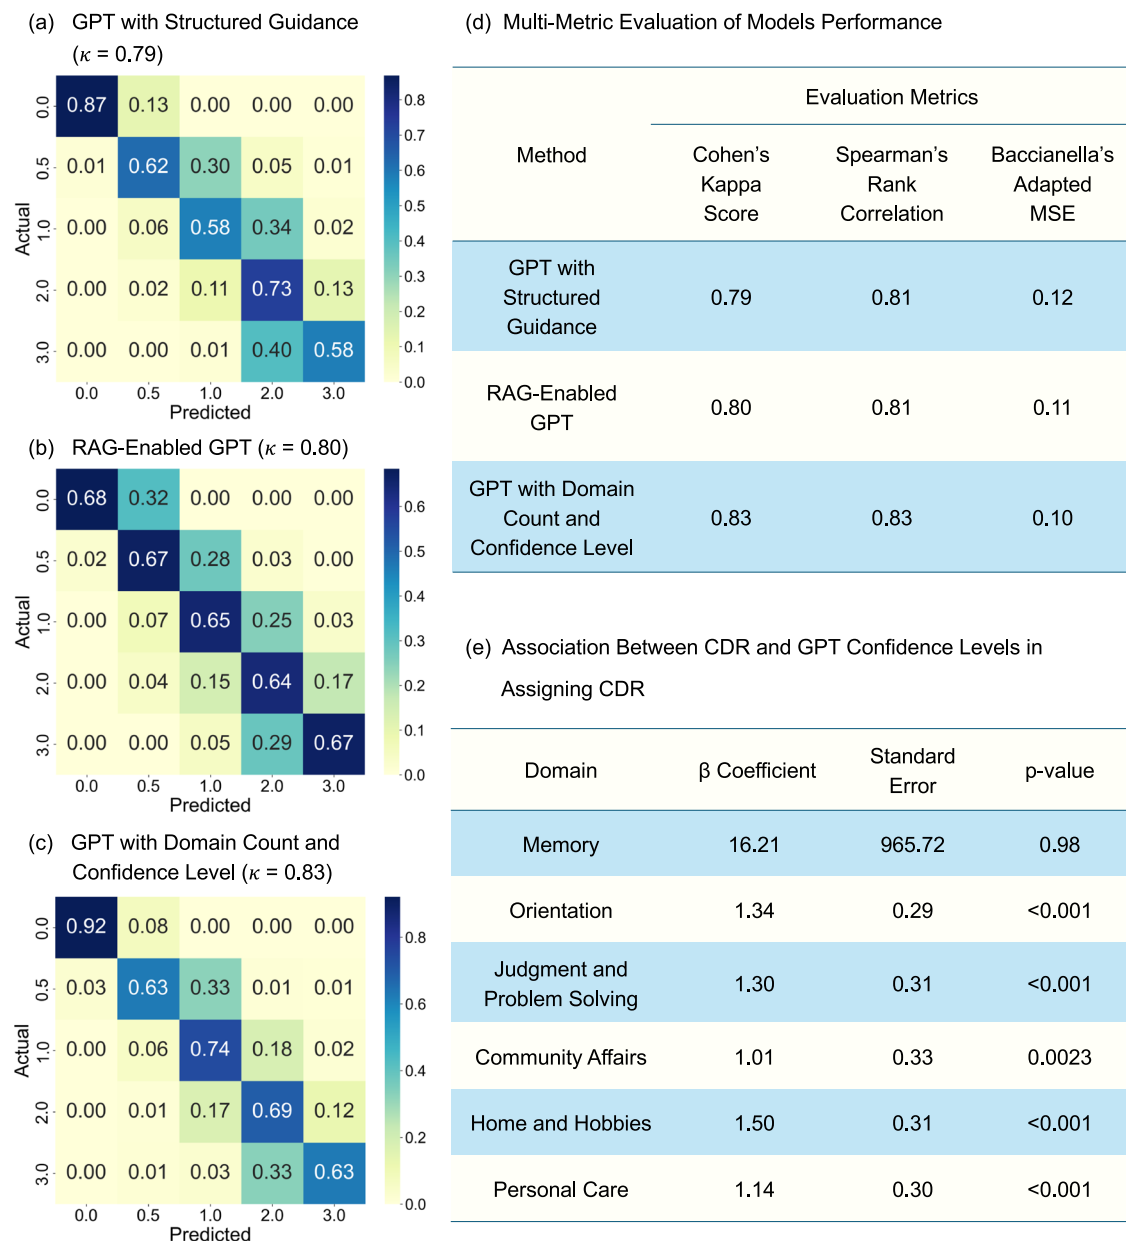 (a) GPT with Structured Guidance
(κ = 0.79)
Actual
0.0 0.87 0.13 0.00 0.00 0.00
0.5 0.01 0.62 0.30 0.05 0.01
1.0 0.00 0.06 0.58 0.34 0.02
2.0 0.00 0.02 0.11 0.73 0.13
3.0 0.00 0.00 0.01 0.40 0.58
0.0 0.5 1.0 2.0 3.0
Predicted
0.8
0.7
0.6
0.5
0.4
0.3
0.2
0.1
0.0
(b) RAG-Enabled GPT (κ = 0.80)
Actual
0.0 0.68 0.32 0.00 0.00 0.00
0.5 0.02 0.67 0.28 0.03 0.00
1.0 0.00 0.07 0.65 0.25 0.03
2.0 0.00 0.04 0.15 0.64 0.17
3.0 0.00 0.00 0.05 0.29 0.67
0.0 0.5 1.0 2.0 3.0
Predicted
0.6
0.5
0.4
0.3
0.2
0.1
0.0
(c) GPT with Domain Count and
Confidence Level (κ = 0.83)
Actual
0.0 0.92 0.08 0.00 0.00 0.00
0.5 0.03 0.63 0.33 0.01 0.01
1.0 0.00 0.06 0.74 0.18 0.02
2.0 0.00 0.01 0.17 0.69 0.12
3.0 0.00 0.01 0.03 0.33 0.63
0.0 0.5 1.0 2.0 3.0
Predicted
0.8
0.6
0.4
0.2
0.0
(d) Multi-Metric Evaluation of Models Performance
Evaluation Metrics
Method
Cohen's
Kappa
Score
Spearman's
Rank
Correlation
Baccianella's
Adapted
MSE
GPT with
Structured
Guidance
0.79 0.81 0.12
RAG-Enabled
GPT
0.80 0.81 0.11
GPT with Domain
Count and
Confidence Level
0.83 0.83 0.10
(e) Association Between CDR and GPT Confidence Levels in
Assigning CDR
Domain
β Coefficient
Standard
Error
p-value
Memory 16.21 965.72 0.98
Orientation 1.34 0.29 <0.001
Judgment and
Problem Solving
1.30 0.31 <0.001
Community Affairs 1.01 0.33 0.0023
Home and Hobbies 1.50 0.31 <0.001
Personal Care 1.14 0.30 <0.001